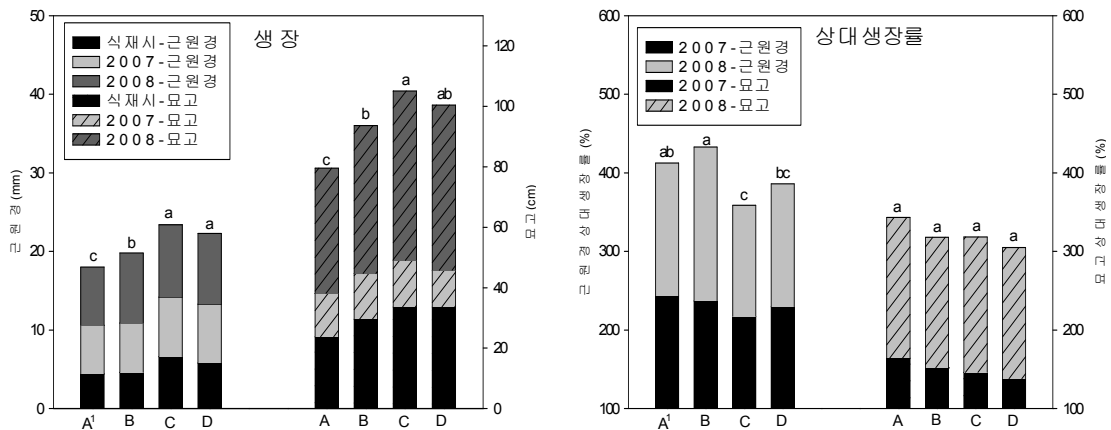 생 장
식재시-근원경
2007-근원경
2008-근원경
식재시-묘고
2007-묘고
2008-묘고
근원경 (mm)
50
40
30
20
10
0
묘고 (cm)
120
100
80
60
40
20
0
c b a a
c b a ab
A¹ B C D
A B C D
상대생장률
2007-근원경
2008-근원경
2007-묘고
2008-묘고
근원경상대생장률 (%)
600
500
400
300
200
100
묘고상대생장률 (%)
600
500
400
300
200
100
ab a c bc
a a a a
A¹ B C D
A B C D